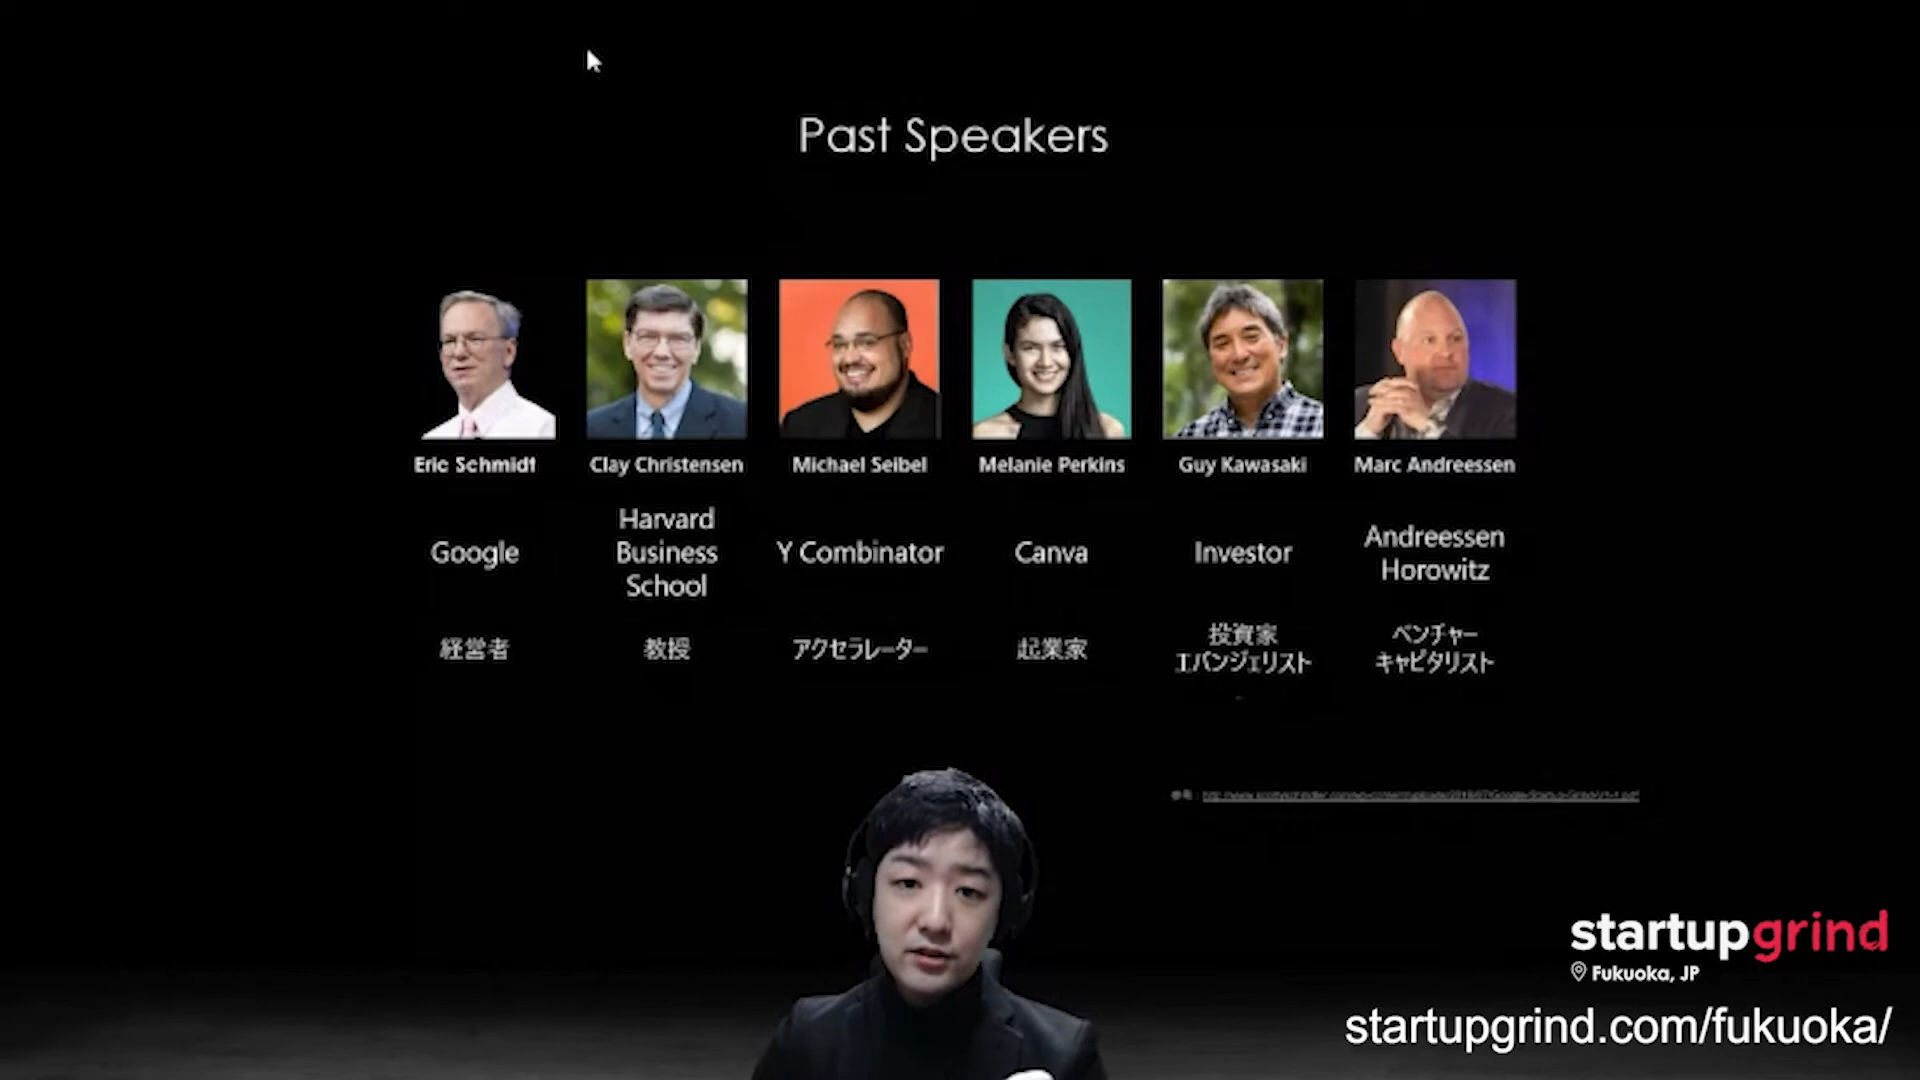 Past Speakers
Eric Schmidt
Clay Christensen
Michael Seibel
Melanie Perkins
Guy Kawasaki
Marc Andreessen
Google
Harvard
Business
School
Y Combinator
Canva
Investor
Andreessen
Horowitz
経営者
教授
アクセラレーター
起業家
投資家
エバンジェリスト
ベンチャー
キャピタリスト
参考：
startupgrind
Fukuoka, JP
startupgrind.com/fukuoka/